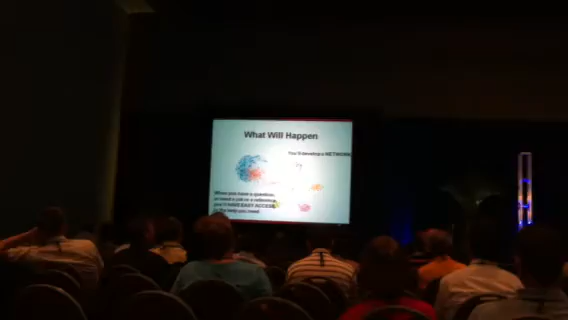 What Will Happen
You'll develop a NETWORK
When you have a question,
or need a job or a reference,
you'll HAVE EASY ACCESS
to the help you need